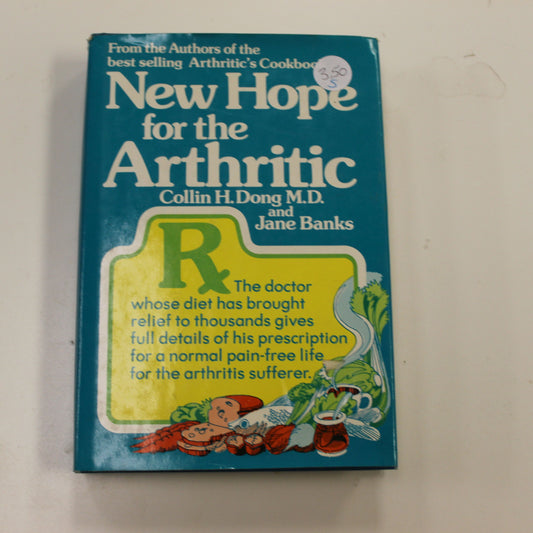 From the Authors of the
best selling Arthritic's Cookboo
3.50
S
New Hope
for the
Arthritic
Collin H. Dong M.D.
and
Jane Banks
Rx
The doctor
whose diet has brought
relief to thousands gives
full details of his prescription
for a normal pain-free life
for the arthritis sufferer.